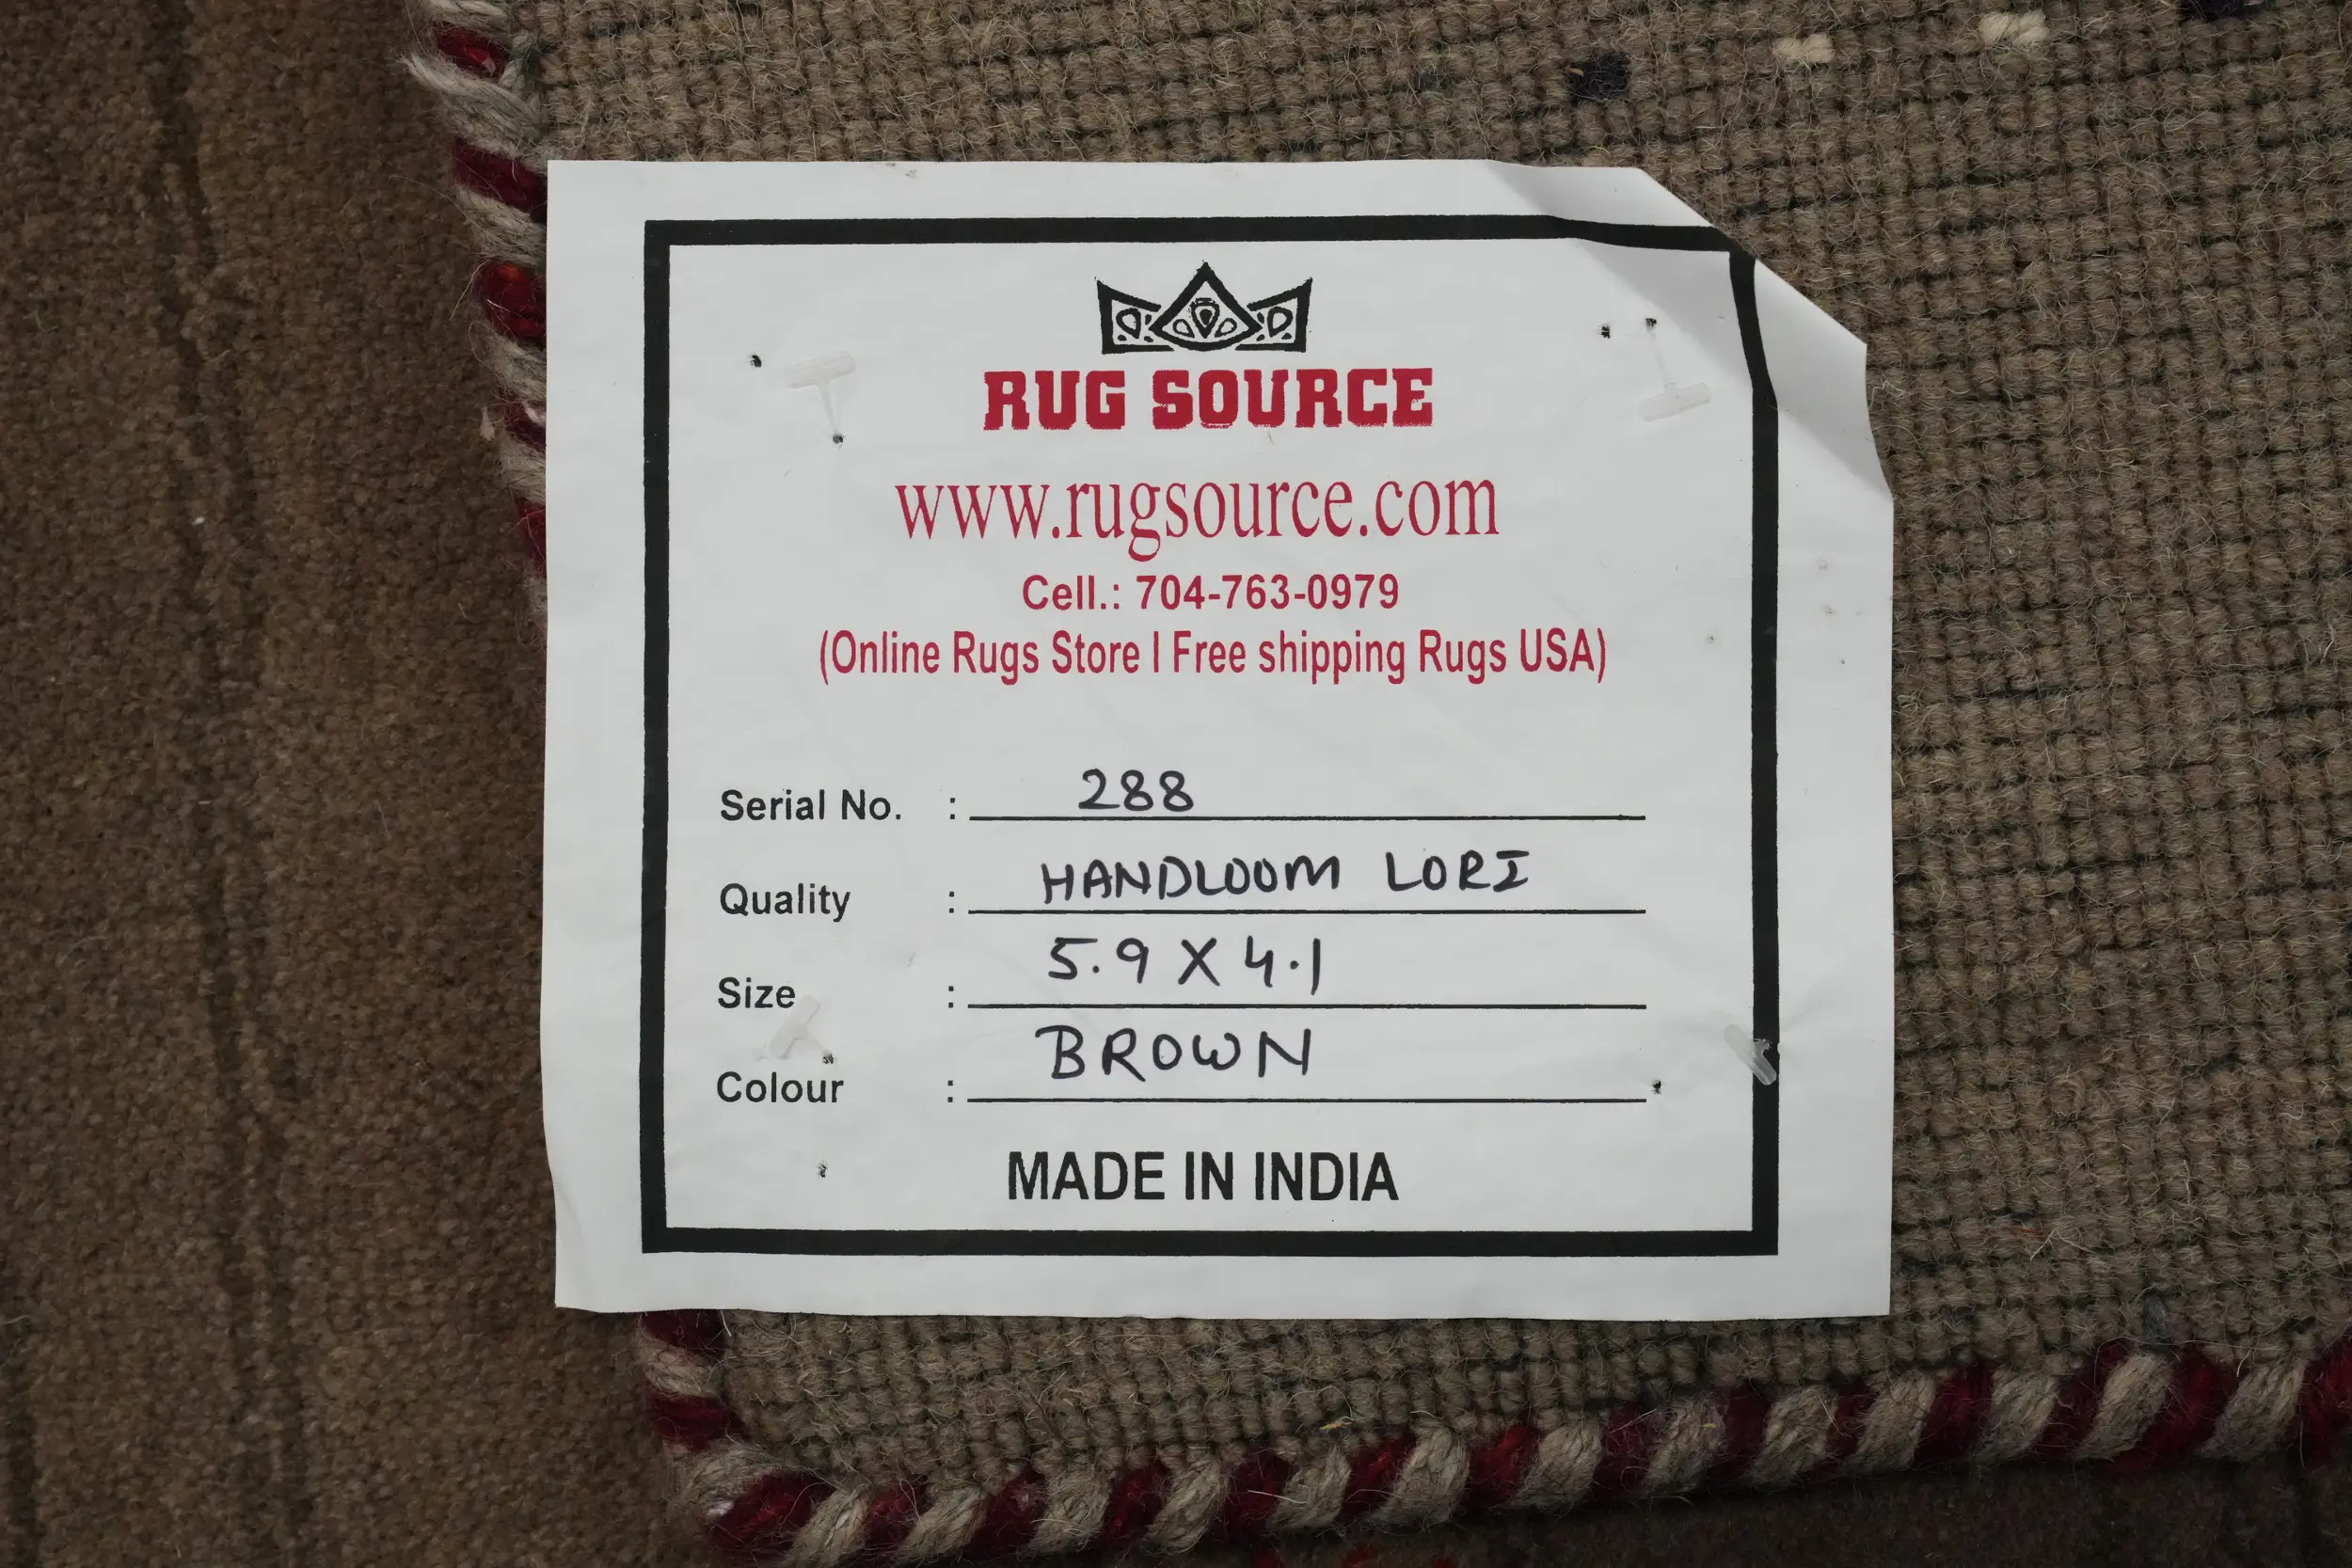 RUG SOURCE
www.rugsource.com
Cell.: 704-763-0979
(Online Rugs Store I Free shipping Rugs USA)
Serial No. : 288
Quality : HANDLOOM LORI
Size : 5.9 X 4.1
Colour : BROWN
MADE IN INDIA